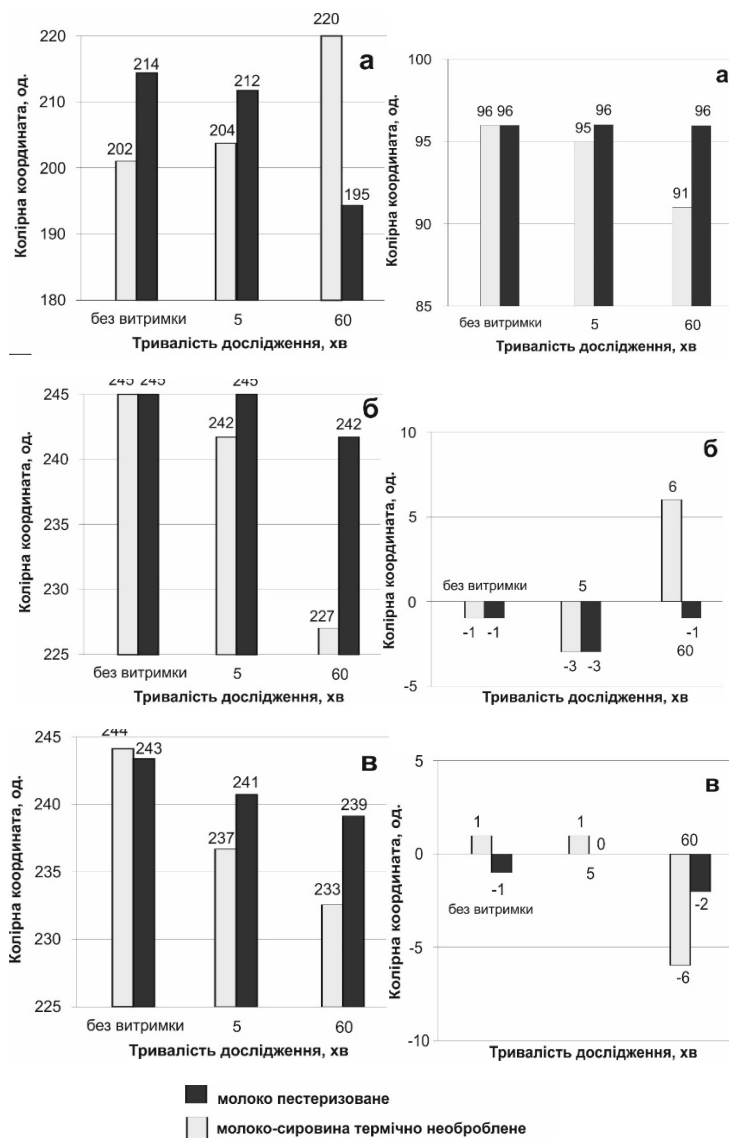 220
220
а
214
212
210
204
202
200
195
190
180
без витримки 5 60
Колірна координата, од.
Тривалість дослідження, хв
100
а
96 96
96
96
95
95
91
90
85
без витримки 5 60
Колірна координата, од.
Тривалість дослідження, хв
245
245 245
245
б
242
242
240
235
230
227
225
без витримки 5 60
Колірна координата, од.
Тривалість дослідження, хв
10
б
6
5
без витримки
5
0
-1 -1
-3 -3
-1
60
-5
Колірна координата, од.
Тривалість дослідження, хв
245
244
243
в
241
240
239
237
235
233
230
225
без витримки 5 60
Колірна координата, од.
Тривалість дослідження, хв
5
в
1
1
0
60
0
-1
5
-2
без витримки
-5
-6
-10
Колірна координата, од.
Тривалість дослідження, хв
молоко пестеризоване
молоко-сировина термічно необроблене